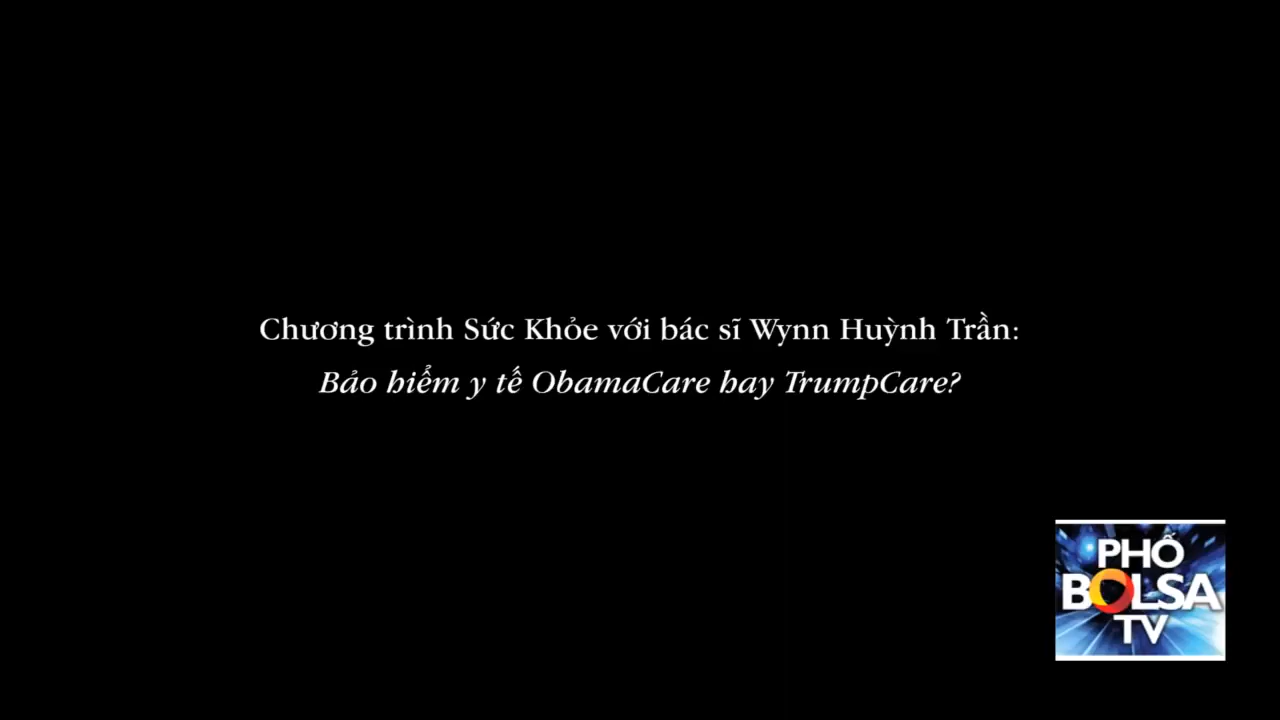 Chương trình Sức Khỏe với bác sĩ Wynn Huỳnh Trần:
Bảo hiểm y tế ObamaCare hay TrumpCare?
PHỐ
BOLSA
TV